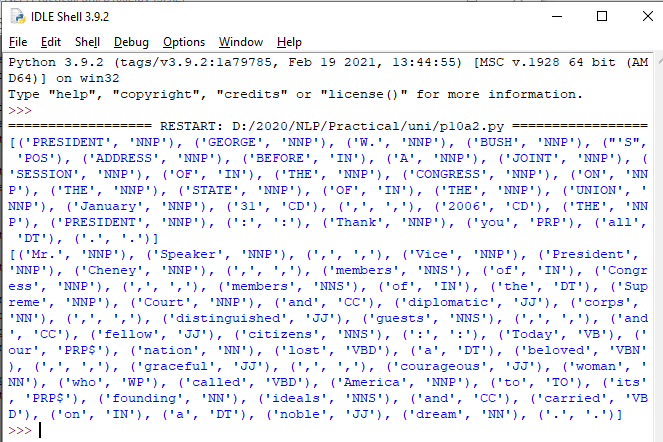 IDLE Shell 3.9.2
File Edit Shell Debug Options Window Help
Python 3.9.2 (tags/v3.9.2:1a79785, Feb 19 2021, 13:44:55) [MSC v.1928 64 bit (AM
D64)] on win32
Type "help", "copyright", "credits" or "license()" for more information.
>>>
================== RESTART: D:/2020/NLP/Practical/uni/p10a2.py =================
[('PRESIDENT', 'NNP'), ('GEORGE', 'NNP'), ('W.', 'NNP'), ('BUSH', 'NNP'), ("'S",
 'POS'), ('ADDRESS', 'NNP'), ('BEFORE', 'IN'), ('A', 'NNP'), ('JOINT', 'NNP'), (
'SESSION', 'NNP'), ('OF', 'IN'), ('THE', 'NNP'), ('CONGRESS', 'NNP'), ('ON', 'NN
P'), ('THE', 'NNP'), ('STATE', 'NNP'), ('OF', 'IN'), ('THE', 'NNP'), ('UNION', '
NNP'), ('January', 'NNP'), ('31', 'CD'), (',', ','), ('2006', 'CD'), ('THE', 'NN
P'), ('PRESIDENT', 'NNP'), (':', ':'), ('Thank', 'NNP'), ('you', 'PRP'), ('all',
 'DT'), ('.', '.')]
[('Mr.', 'NNP'), ('Speaker', 'NNP'), (',', ','), ('Vice', 'NNP'), ('President',
'NNP'), ('Cheney', 'NNP'), (',', ','), ('members', 'NNS'), ('of', 'IN'), ('Congr
ess', 'NNP'), (',', ','), ('members', 'NNS'), ('of', 'IN'), ('the', 'DT'), ('Sup
reme', 'NNP'), ('Court', 'NNP'), ('and', 'CC'), ('diplomatic', 'JJ'), ('corps',
'NN'), (',', ','), ('distinguished', 'JJ'), ('guests', 'NNS'), (',', ','), ('and
', 'CC'), ('fellow', 'JJ'), ('citizens', 'NNS'), (':', ':'), ('Today', 'VB'), ('
our', 'PRP$'), ('nation', 'NN'), ('lost', 'VBD'), ('a', 'DT'), ('beloved', 'VBN'
), (',', ','), ('graceful', 'JJ'), (',', ','), ('courageous', 'JJ'), ('woman', '
NN'), ('who', 'WP'), ('called', 'VBD'), ('America', 'NNP'), ('to', 'TO'), ('its'
, 'PRP$'), ('founding', 'NN'), ('ideals', 'NNS'), ('and', 'CC'), ('carried', 'VB
D'), ('on', 'IN'), ('a', 'DT'), ('noble', 'JJ'), ('dream', 'NN'), ('.', '.')]
>>>